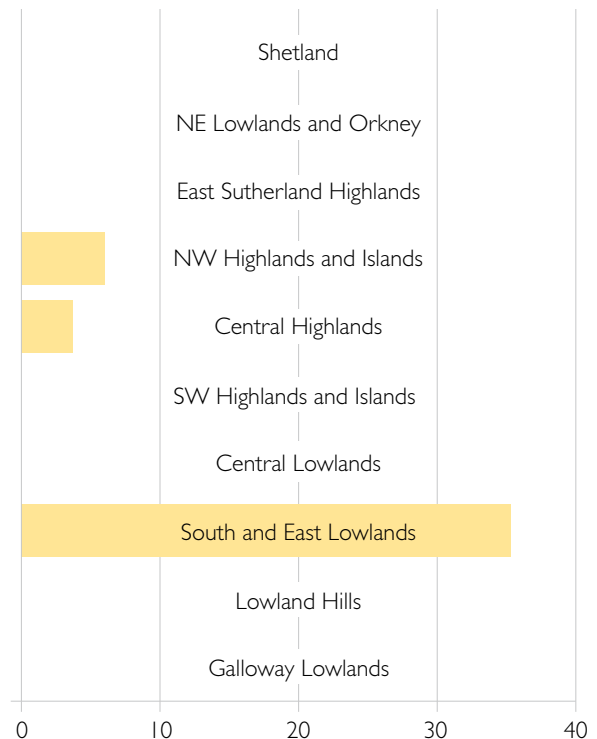 Shetland
NE Lowlands and Orkney
East Sutherland Highlands
NW Highlands and Islands
Central Highlands
SW Highlands and Islands
Central Lowlands
South and East Lowlands
Lowland Hills
Galloway Lowlands
0 10 20 30 40